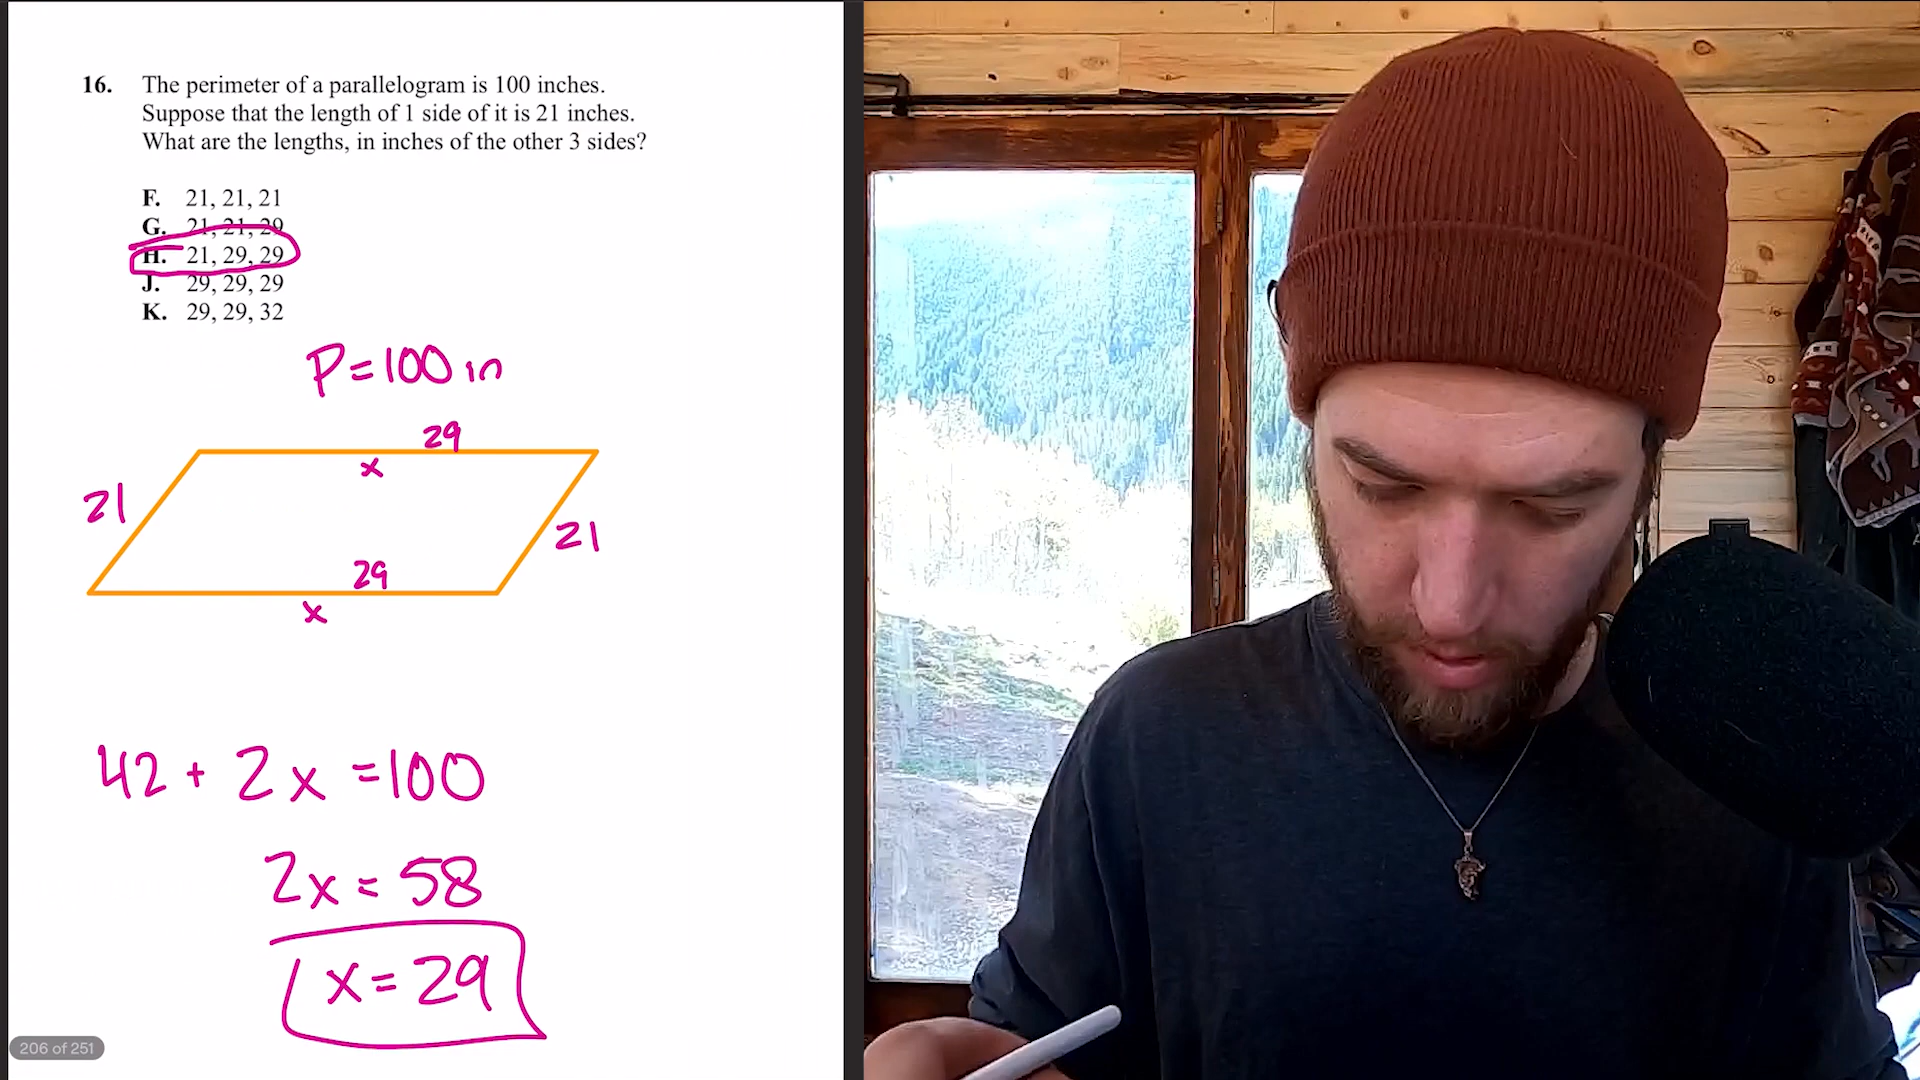 16. The perimeter of a parallelogram is 100 inches.
Suppose that the length of 1 side of it is 21 inches.
What are the lengths, in inches of the other 3 sides?
F. 21, 21, 21
G. 21, 21, 29
H. 21, 29, 29
J. 29, 29, 29
K. 29, 29, 32
P=100 in
29
x
21
21
29
x
42 + 2x =100
2x = 58
x = 29
206 of 251